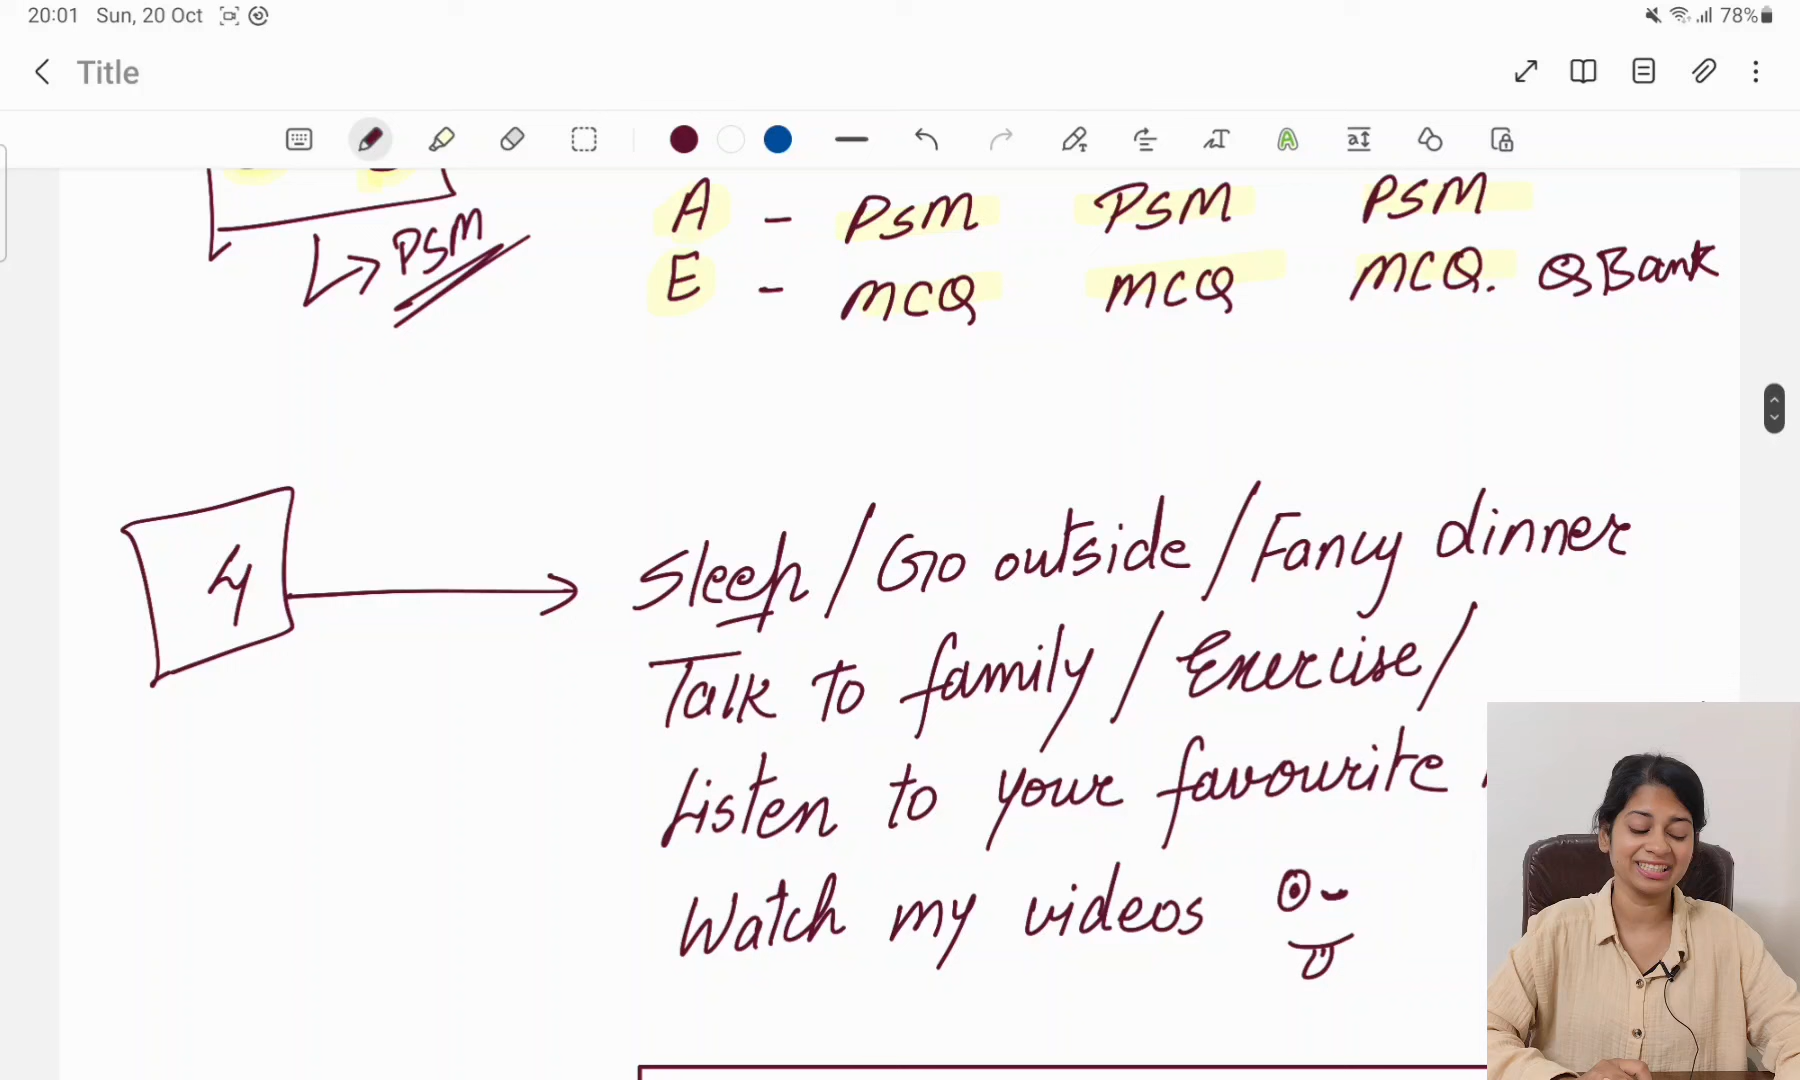 20:01 Sun, 20 Oct 78%
Title
A - PSM PSM PSM
PSM
E - MCQ MCQ MCQ. QBank
4
Sleep / Go outside / Fancy dinner
Talk to family / Exercise /
Listen to your favourite
Watch my videos